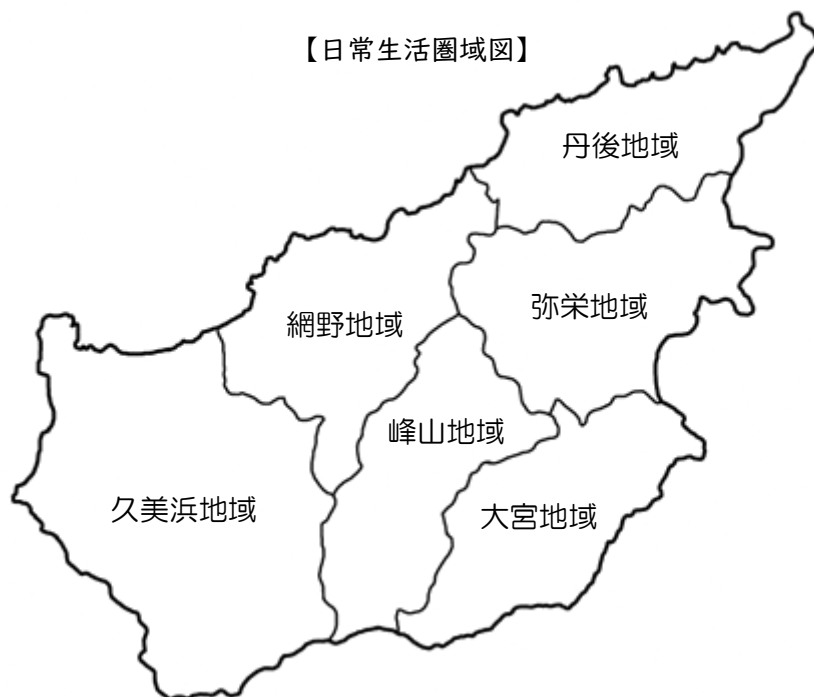 【日常生活圏域図】
丹後地域
弥栄地域
網野地域
峰山地域
久美浜地域
大宮地域